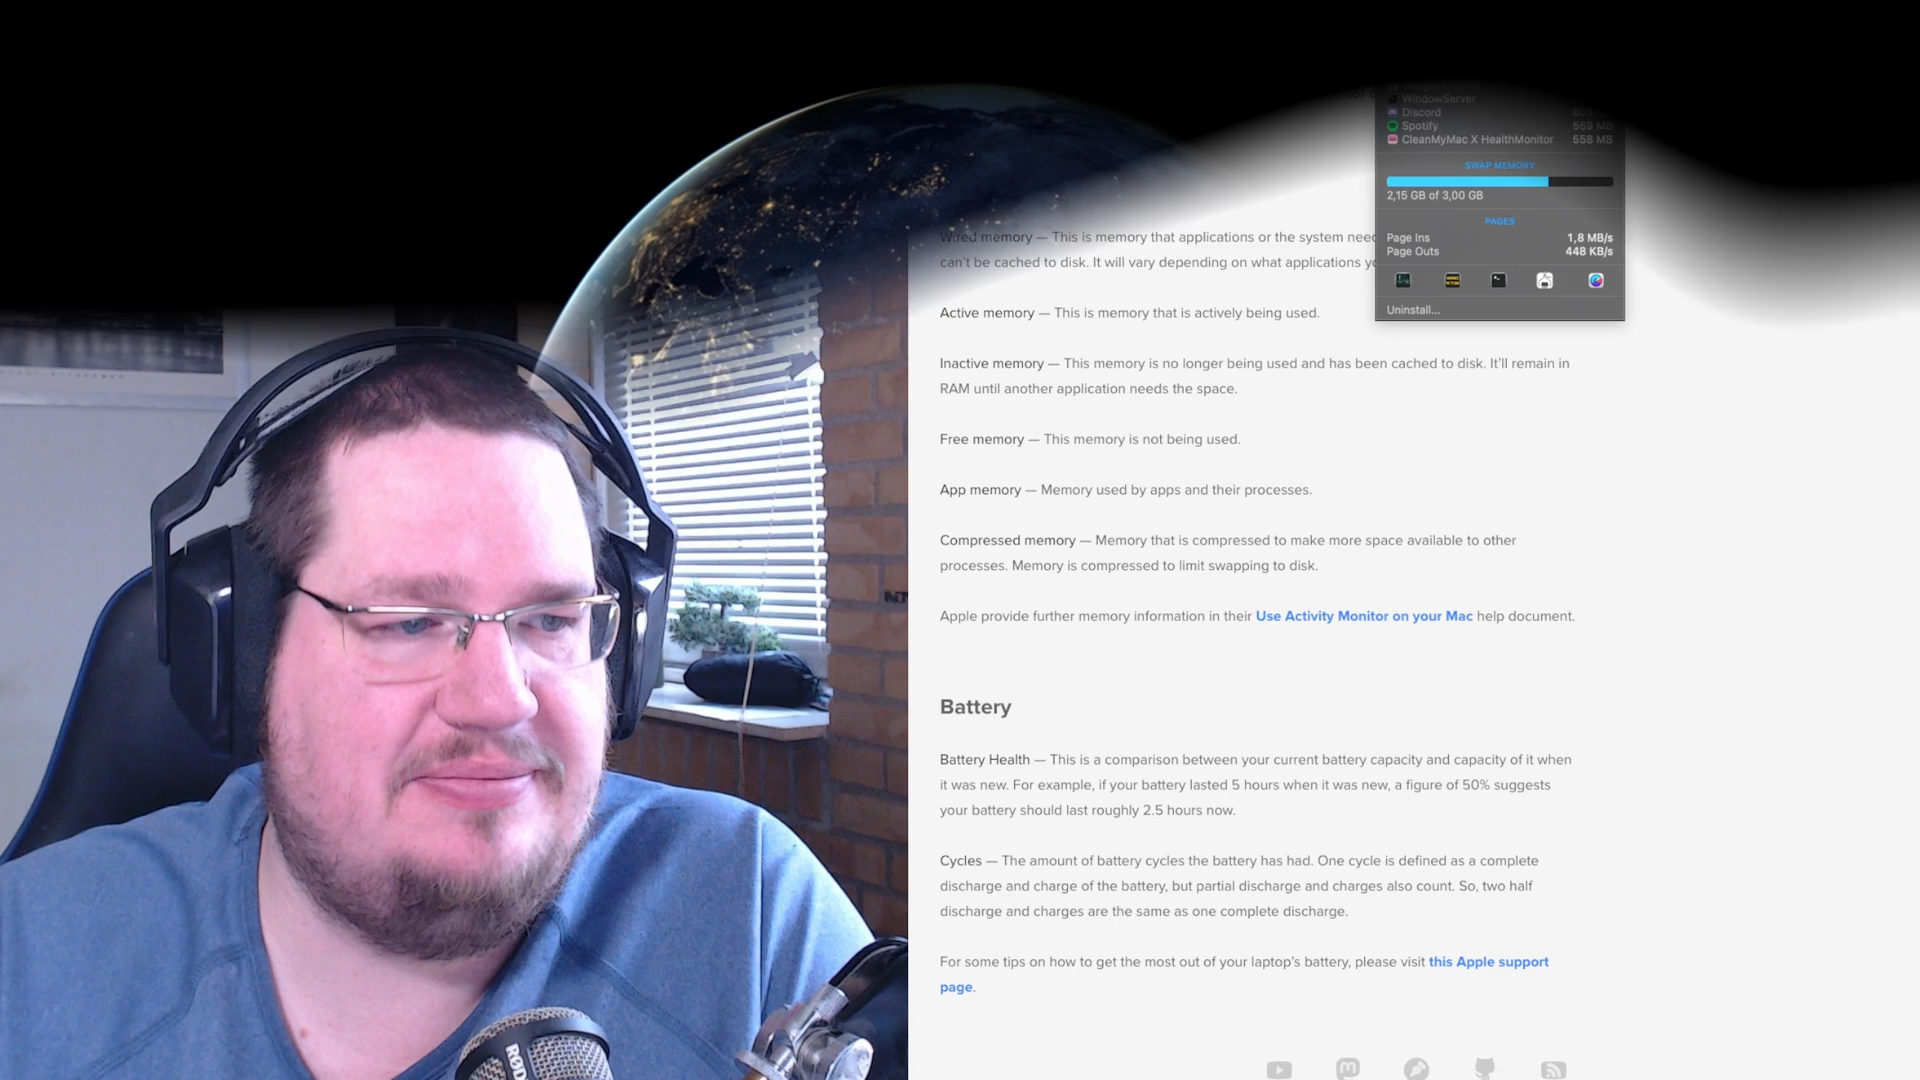 WindowServer
Discord
Spotify 559 MB
CleanMyMac X HealthMonitor 558 MB
SWAP MEMORY
2,15 GB of 3,00 GB
PAGES
Page Ins 1,8 MB/s
Page Outs 448 KB/s
Uninstall...
Wired memory — This is memory that applications or the system
can't be cached to disk. It will vary depending on what applications
Active memory — This is memory that is actively being used.
Inactive memory — This memory is no longer being used and has been cached to disk. It'll remain in
RAM until another application needs the space.
Free memory — This memory is not being used.
App memory — Memory used by apps and their processes.
Compressed memory — Memory that is compressed to make more space available to other
processes. Memory is compressed to limit swapping to disk.
Apple provide further memory information in their Use Activity Monitor on your Mac help document.
Battery
Battery Health — This is a comparison between your current battery capacity and capacity of it when
it was new. For example, if your battery lasted 5 hours when it was new, a figure of 50% suggests
your battery should last roughly 2.5 hours now.
Cycles — The amount of battery cycles the battery has had. One cycle is defined as a complete
discharge and charge of the battery, but partial discharge and charges also count. So, two half
discharge and charges are the same as one complete discharge.
For some tips on how to get the most out of your laptop's battery, please visit this Apple support
page.
RØD